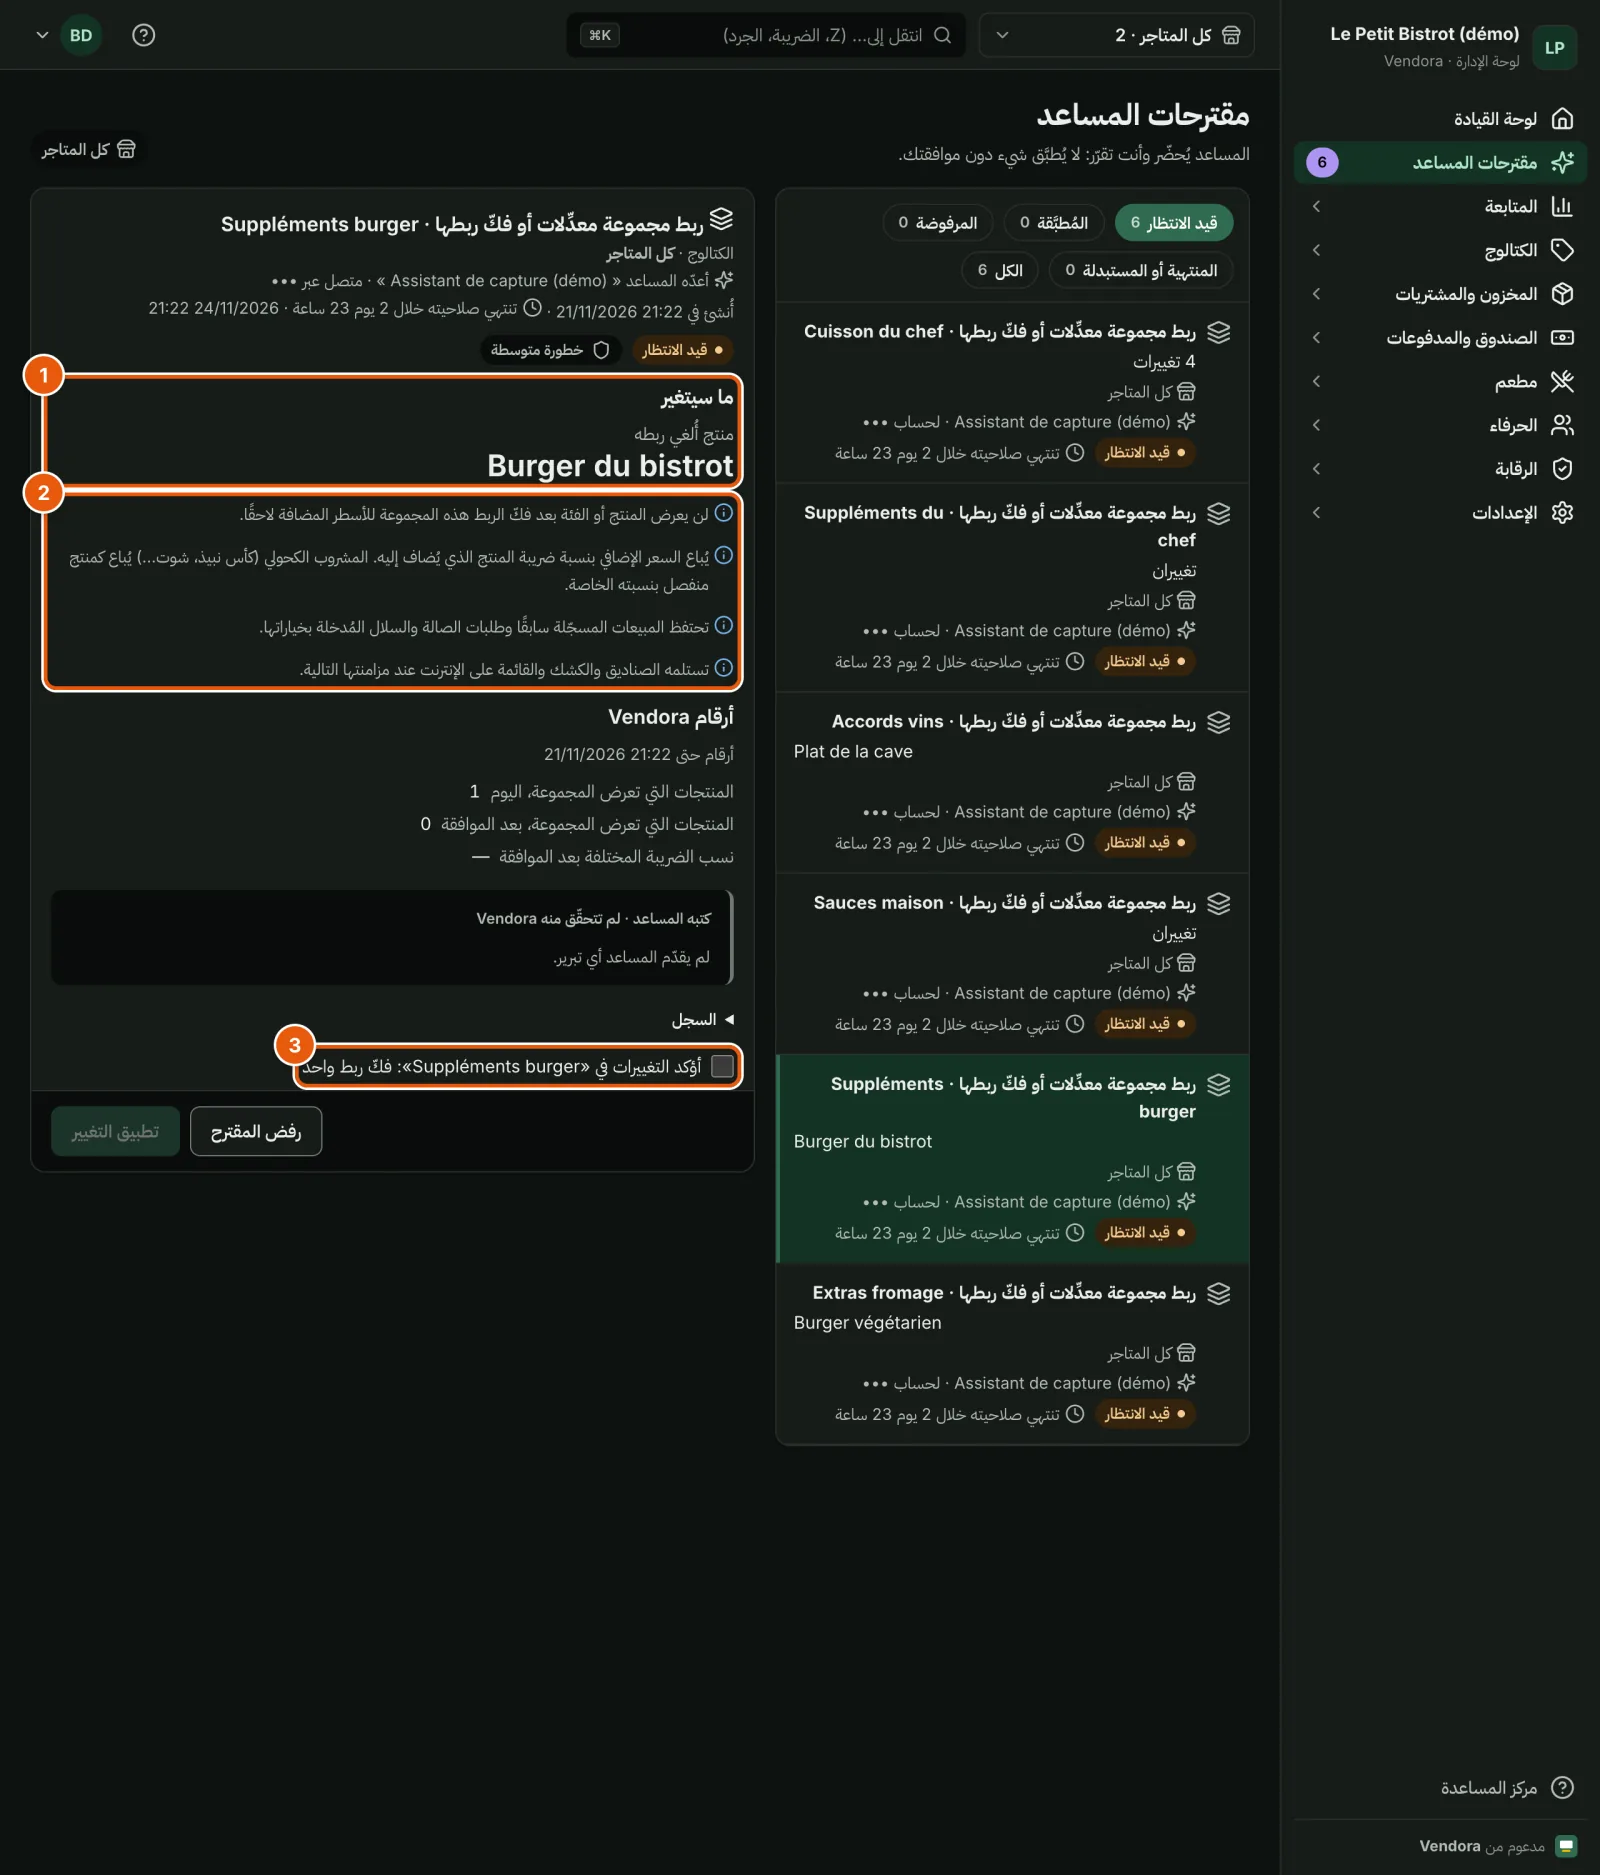 Le Petit Bistrot (démo)
LP
لوحة الإدارة · Vendora
كل المتاجر · 2
انتقل إلى... (Z، الضريبة، الجرد)
⌘K
BD
لوحة القيادة
مقترحات المساعد
6
المتابعة
الكتالوج
المخزون والمشتريات
الصندوق والمدفوعات
مطعم
الحرفاء
الرقابة
الإعدادات
مركز المساعدة
مدعوم من Vendora
مقترحات المساعد
المساعد يُحضّر وأنت تقرّر: لا يُطبَّق شيء دون موافقتك.
كل المتاجر
قيد الانتظار 6
المُطبَّقة 0
المرفوضة 0
المنتهية أو المستبدلة 0
الكل 6
ربط مجموعة معدِّلات أو فكّ ربطها · Cuisson du chef
4 تغييرات
كل المتاجر
Assistant de capture (démo) · لحساب •••
قيد الانتظار
تنتهي صلاحيته خلال 2 يوم 23 ساعة
ربط مجموعة معدِّلات أو فكّ ربطها · Suppléments du
chef
تغييران
كل المتاجر
Assistant de capture (démo) · لحساب •••
قيد الانتظار
تنتهي صلاحيته خلال 2 يوم 23 ساعة
ربط مجموعة معدِّلات أو فكّ ربطها · Accords vins
Plat de la cave
كل المتاجر
Assistant de capture (démo) · لحساب •••
قيد الانتظار
تنتهي صلاحيته خلال 2 يوم 23 ساعة
ربط مجموعة معدِّلات أو فكّ ربطها · Sauces maison
تغييران
كل المتاجر
Assistant de capture (démo) · لحساب •••
قيد الانتظار
تنتهي صلاحيته خلال 2 يوم 23 ساعة
ربط مجموعة معدِّلات أو فكّ ربطها · Suppléments
burger
Burger du bistrot
كل المتاجر
Assistant de capture (démo) · لحساب •••
قيد الانتظار
تنتهي صلاحيته خلال 2 يوم 23 ساعة
ربط مجموعة معدِّلات أو فكّ ربطها · Extras fromage
Burger végétarien
كل المتاجر
Assistant de capture (démo) · لحساب •••
قيد الانتظار
تنتهي صلاحيته خلال 2 يوم 23 ساعة
ربط مجموعة معدِّلات أو فكّ ربطها · Suppléments burger
الكتالوج · كل المتاجر
أعدّه المساعد « Assistant de capture (démo) » · متصل عبر •••
أُنشئ في 21/11/2026 21:22 · تنتهي صلاحيته خلال 2 يوم 23 ساعة · 24/11/2026 21:22
قيد الانتظار
خطورة متوسطة
1
ما سيتغير
منتج أُلغي ربطه
Burger du bistrot
2
لن يعرض المنتج أو الفئة بعد فكّ الربط هذه المجموعة للأسطر المضافة لاحقًا.
يُباع السعر الإضافي بنسبة ضريبة المنتج الذي يُضاف إليه. المشروب الكحولي (كأس نبيذ، شوت...) يُباع كمنتج
منفصل بنسبته الخاصة.
تحتفظ المبيعات المسجّلة سابقًا وطلبات الصالة والسلال المُدخلة بخياراتها.
تستلمه الصناديق والكشك والقائمة على الإنترنت عند مزامنتها التالية.
أرقام Vendora
أرقام حتى 21/11/2026 21:22
المنتجات التي تعرض المجموعة، اليوم 1
المنتجات التي تعرض المجموعة، بعد الموافقة 0
نسب الضريبة المختلفة بعد الموافقة —
كتبه المساعد · لم تتحقّق منه Vendora
لم يقدّم المساعد أي تبرير.
السجل
3
أؤكد التغييرات في «Suppléments burger»: فكّ ربط واحد
رفض المقترح
تطبيق التغيير